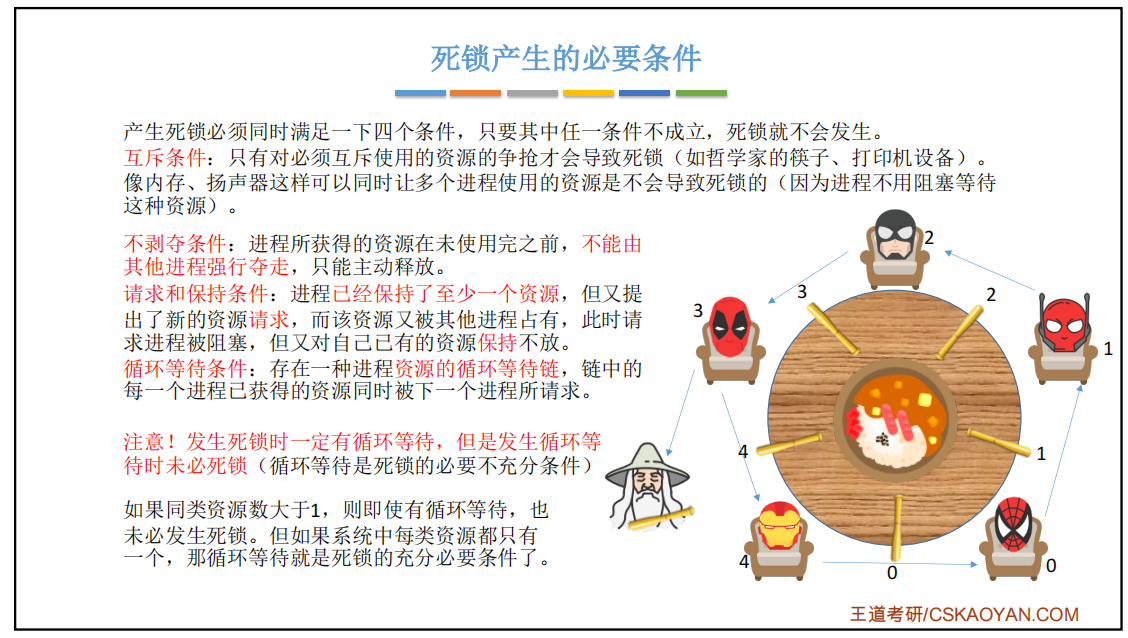 死锁产生的必要条件
产生死锁必须同时满足一下四个条件，只要其中任一条件不成立，死锁就不会发生。
互斥条件：只有对必须互斥使用的资源的争抢才会导致死锁（如哲学家的筷子、打印机设备）。
像内存、扬声器这样可以同时让多个进程使用的资源是不会导致死锁的（因为进程不用阻塞等待
这种资源）。
不剥夺条件：进程所获得的资源在未使用完之前，不能由
其他进程强行夺走，只能主动释放。
请求和保持条件：进程已经保持了至少一个资源，但又提
出了新的资源请求，而该资源又被其他进程占有，此时请
求进程被阻塞，但又对自己已有的资源保持不放。
循环等待条件：存在一种进程资源的循环等待链，链中的
每一个进程已获得的资源同时被下一个进程所请求。
注意！发生死锁时一定有循环等待，但是发生循环等
待时未必死锁（循环等待是死锁的必要不充分条件）
如果同类资源数大于1，则即使有循环等待，也
未必发生死锁。但如果系统中每类资源都只有
一个，那循环等待就是死锁的充分必要条件了。
2
3
2
3
1
4
1
4
0
0
王道考研/CSKAOYAN.COM